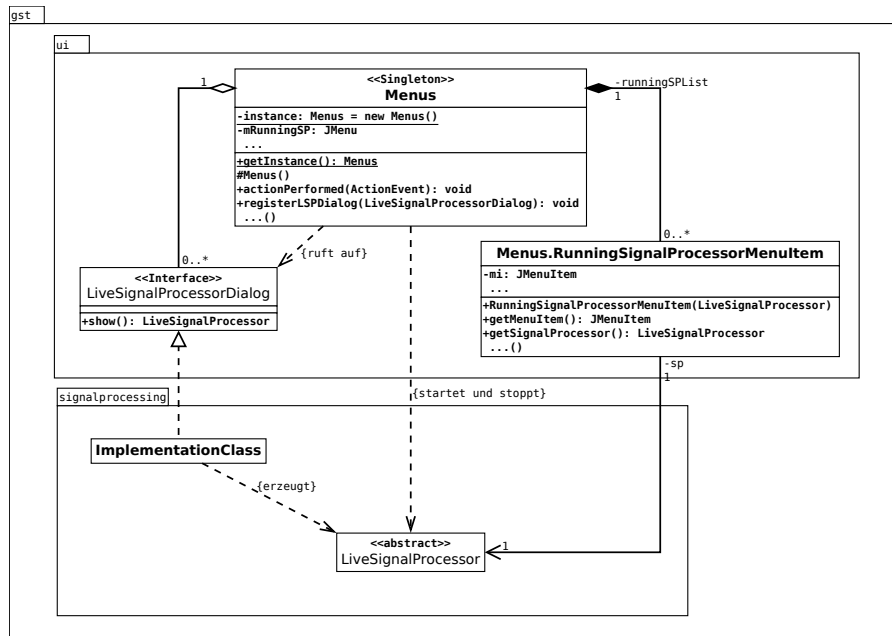 gst
ui
1
<<Singleton>>
Menus
-instance: Menus = new Menus()
-mRunningSP: JMenu
...
+getInstance(): Menus
#Menus()
+actionPerformed(ActionEvent): void
+registerLSPDialog(LiveSignalProcessorDialog): void
...()
-runningSPList
1
0..*
{ruft auf}
0..*
<<Interface>>
LiveSignalProcessorDialog
+show(): LiveSignalProcessor
Menus.RunningSignalProcessorMenuItem
-mi: JMenuItem
...
+RunningSignalProcessorMenuItem(LiveSignalProcessor)
+getMenuItem(): JMenuItem
+getSignalProcessor(): LiveSignalProcessor
...()
-sp
1
signalprocessing
{startet und stoppt}
ImplementationClass
{erzeugt}
<<abstract>>
LiveSignalProcessor
1